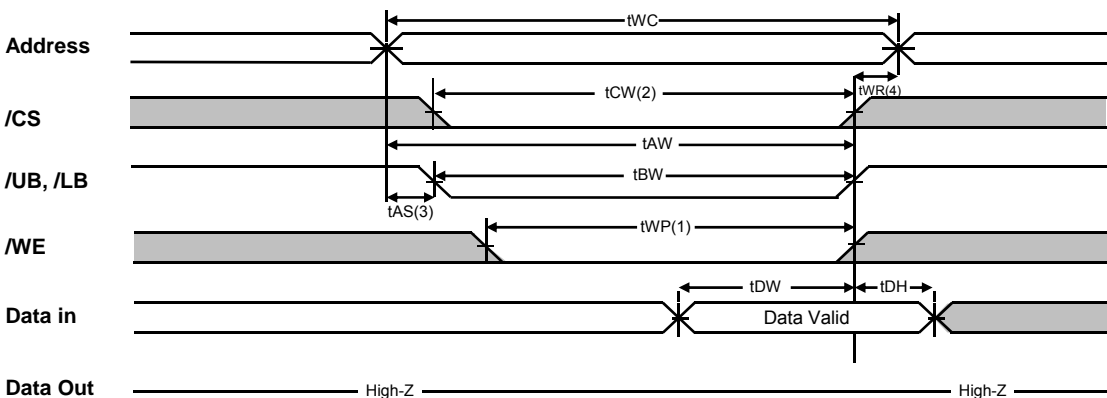 tWC
Address
tCW(2)
tWR(4)
/CS
tAW
/UB, /LB
tBW
tAS(3)
tWP(1)
/WE
tDW
tDH
Data in
Data Valid
Data Out
High-Z
High-Z